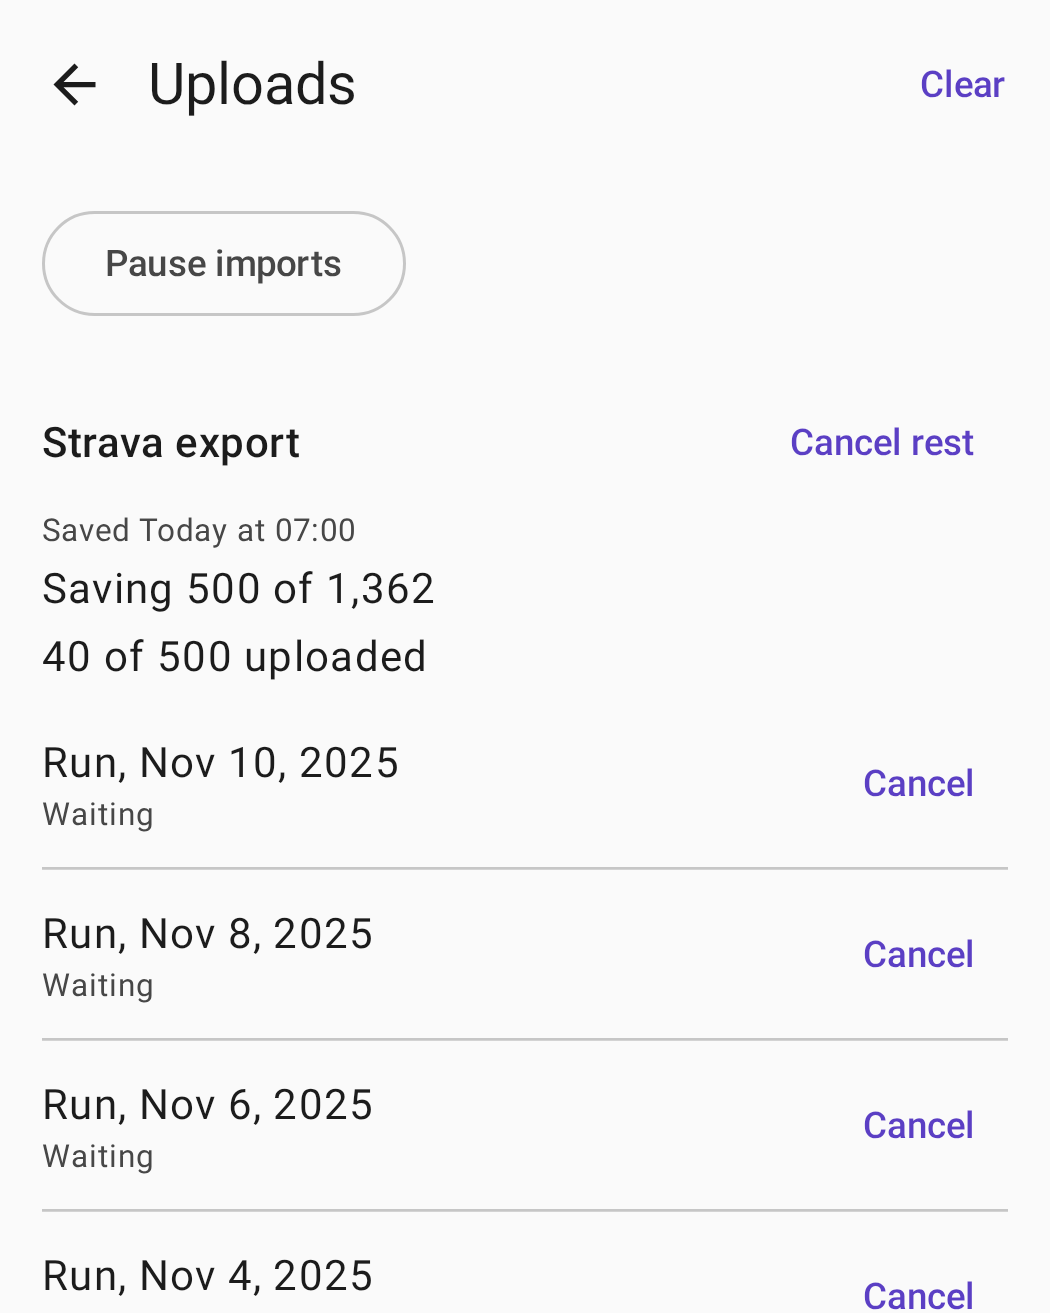 Uploads
Clear
Pause imports
Strava export
Cancel rest
Saved Today at 07:00
Saving 500 of 1,362
40 of 500 uploaded
Run, Nov 10, 2025
Waiting
Cancel
Run, Nov 8, 2025
Waiting
Cancel
Run, Nov 6, 2025
Waiting
Cancel
Run, Nov 4, 2025
Cancel